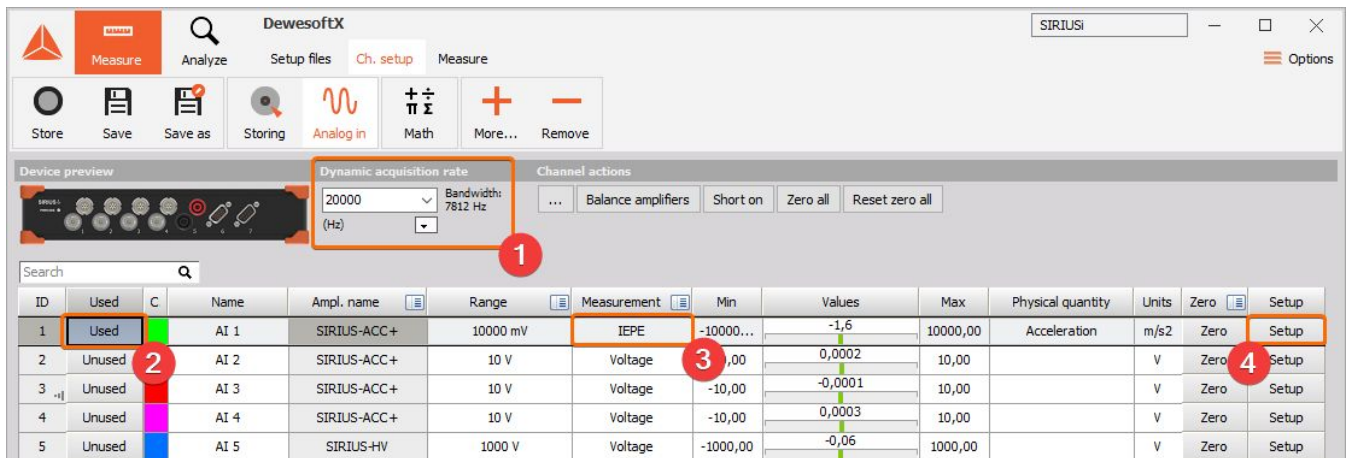 DewesoftX
SIRIUSi
Measure
Analyze
Setup files
Ch. setup
Measure
Options
Store
Save
Save as
Storing
Analog in
Math
More...
Remove
Device preview
Dynamic acquisition rate
Channel actions
20000
Bandwidth:
7812 Hz
(Hz)
...
Balance amplifiers
Short on
Zero all
Reset zero all
1
Search
ID Used C Name Ampl. name Range Measurement Min Values Max Physical quantity Units Zero Setup
1 Used AI 1 SIRIUS-ACC+ 10000 mV IEPE -10000... -1,6 10000,00 Acceleration m/s2 Zero Setup
2 Unused 2 AI 2 SIRIUS-ACC+ 10 V Voltage 3 ,00 0,0002 10,00 V Zero 4 Setup
3 Unused AI 3 SIRIUS-ACC+ 10 V Voltage -10,00 -0,0001 10,00 V Zero Setup
4 Unused AI 4 SIRIUS-ACC+ 10 V Voltage -10,00 0,0003 10,00 V Zero Setup
5 Unused AI 5 SIRIUS-HV 1000 V Voltage -1000,00 -0,06 1000,00 V Zero Setup